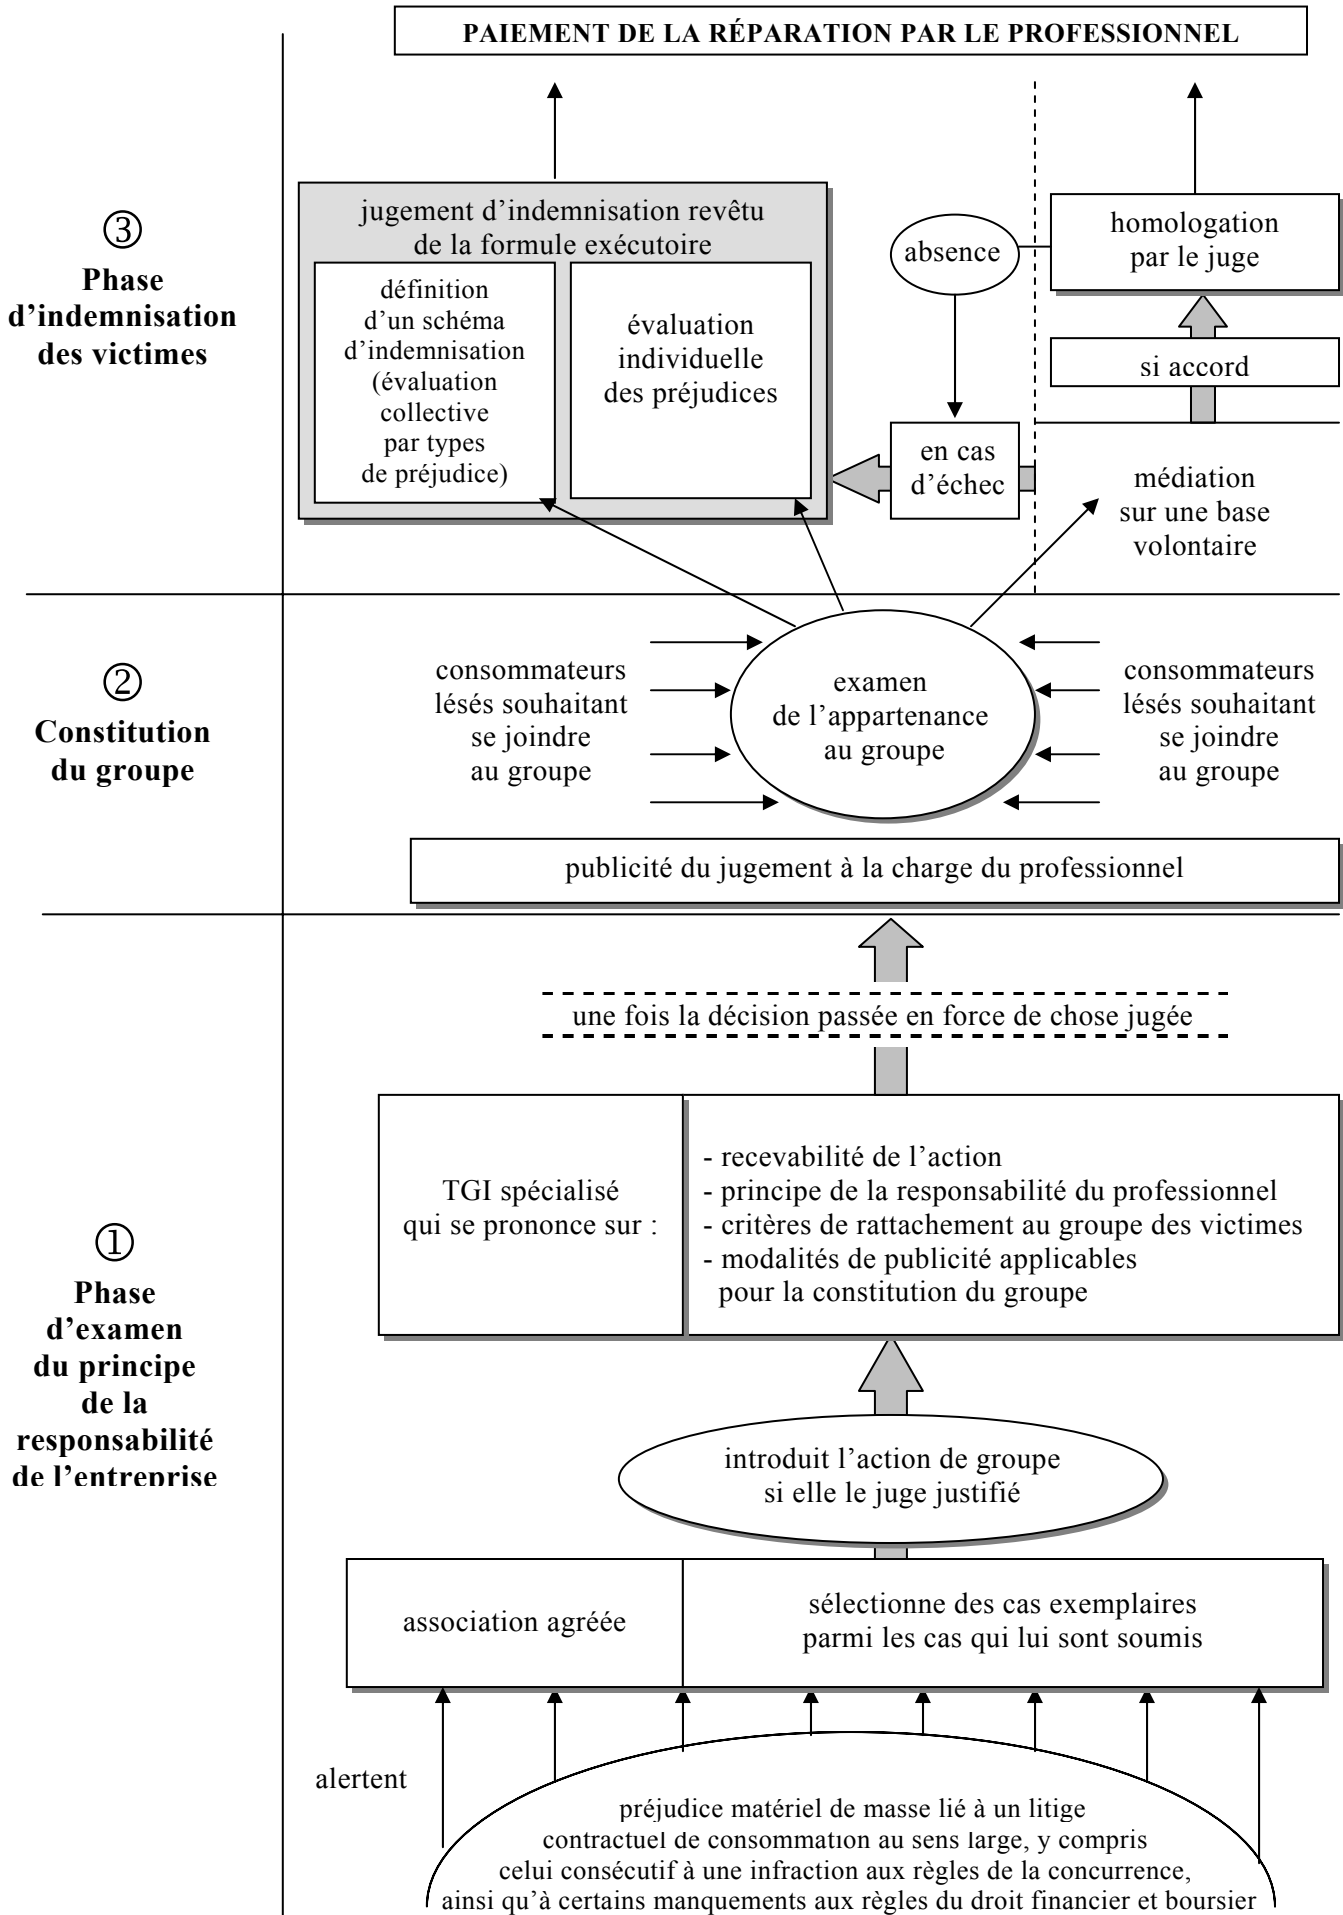 PAIEMENT DE LA RÉPARATION PAR LE PROFESSIONNEL
③
Phase
d’indemnisation
des victimes
jugement d’indemnisation revêtu
de la formule exécutoire
définition
d’un schéma
d’indemnisation
(évaluation
collective
par types
de préjudice)
évaluation
individuelle
des préjudices
absence
en cas
d’échec
homologation
par le juge
si accord
médiation
sur une base
volontaire
②
Constitution
du groupe
consommateurs
lésés souhaitant
se joindre
au groupe
examen
de l’appartenance
au groupe
consommateurs
lésés souhaitant
se joindre
au groupe
publicité du jugement à la charge du professionnel
①
Phase
d’examen
du principe
de la
responsabilité
de l’entreprise
une fois la décision passée en force de chose jugée
TGI spécialisé
qui se prononce sur :
- recevabilité de l’action
- principe de la responsabilité du professionnel
- critères de rattachement au groupe des victimes
- modalités de publicité applicables
pour la constitution du groupe
introduit l’action de groupe
si elle le juge justifié
association agréée
sélectionne des cas exemplaires
parmi les cas qui lui sont soumis
alertent
préjudice matériel de masse lié à un litige
contractuel de consommation au sens large, y compris
celui consécutif à une infraction aux règles de la concurrence,
ainsi qu’à certains manquements aux règles du droit financier et boursier